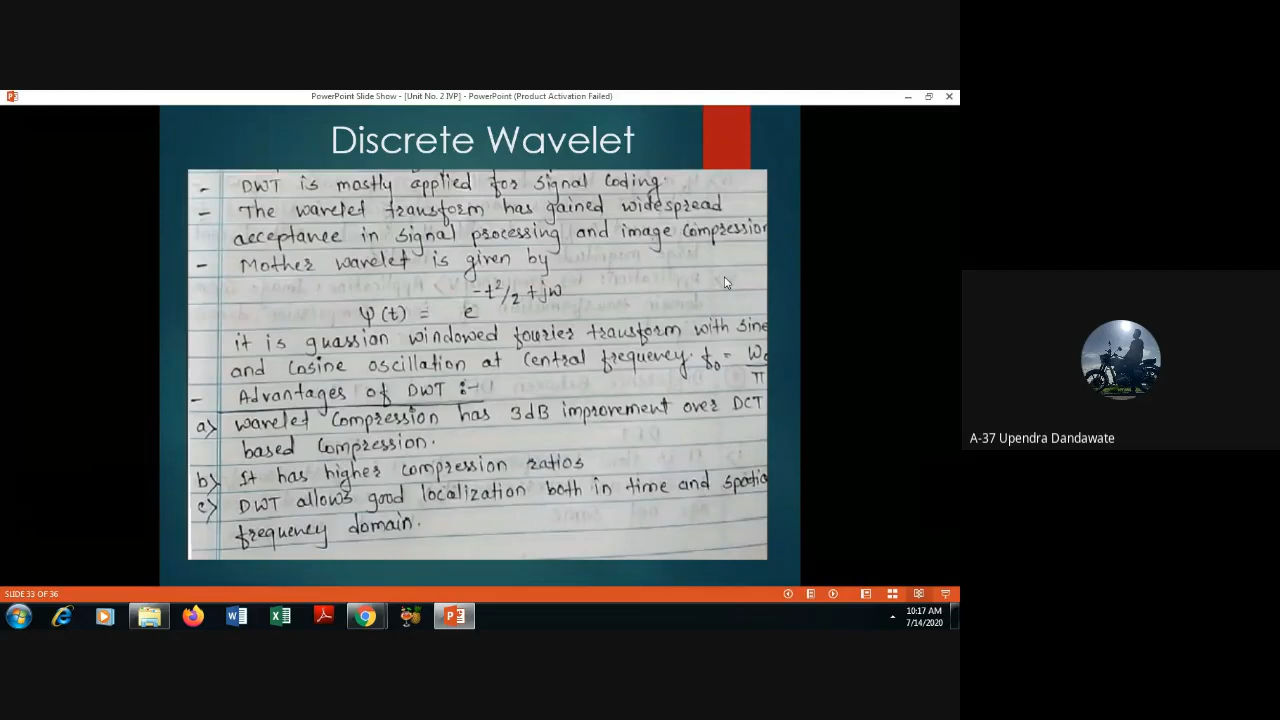 PowerPoint Slide Show - [Unit No. 2 IVP] - PowerPoint (Product Activation Failed)
Discrete Wavelet
- DWT is mostly applied for signal coding.
- The wavelet transform has gained widespread
acceptance in signal processing and image compression
- Mother wavelet is given by
ψ(t) = e^(-t²/2 + jω)
it is guassian windowed fourier transform with sine
and cosine oscillation at central frequency. f₀ = ω₀/π
- Advantages of DWT :-
a) wavelet compression has 3dB improvement over DCT
based compression.
b) It has higher compression ratios
c) DWT allows good localization both in time and spatia
frequency domain.
A-37 Upendra Dandawate
SLIDE 33 OF 36
10:17 AM
7/14/2020